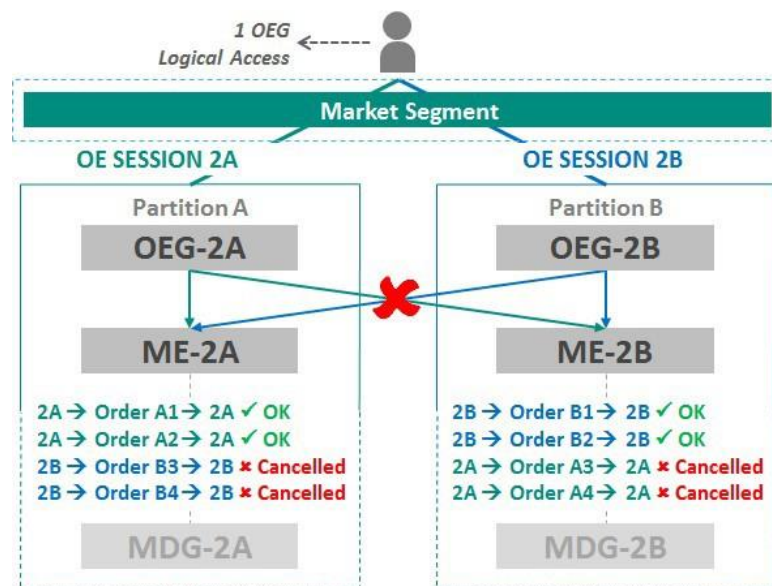 1 OEG
Logical Access
Market Segment
OE SESSION 2A
OE SESSION 2B
Partition A
OEG-2A
Partition B
OEG-2B
ME-2A
ME-2B
2A → Order A1 → 2A ✓ OK
2A → Order A2 → 2A ✓ OK
2B → Order B3 → 2B ✘ Cancelled
2B → Order B4 → 2B ✘ Cancelled
2B → Order B1 → 2B ✓ OK
2B → Order B2 → 2B ✓ OK
2A → Order A3 → 2A ✘ Cancelled
2A → Order A4 → 2A ✘ Cancelled
MDG-2A
MDG-2B